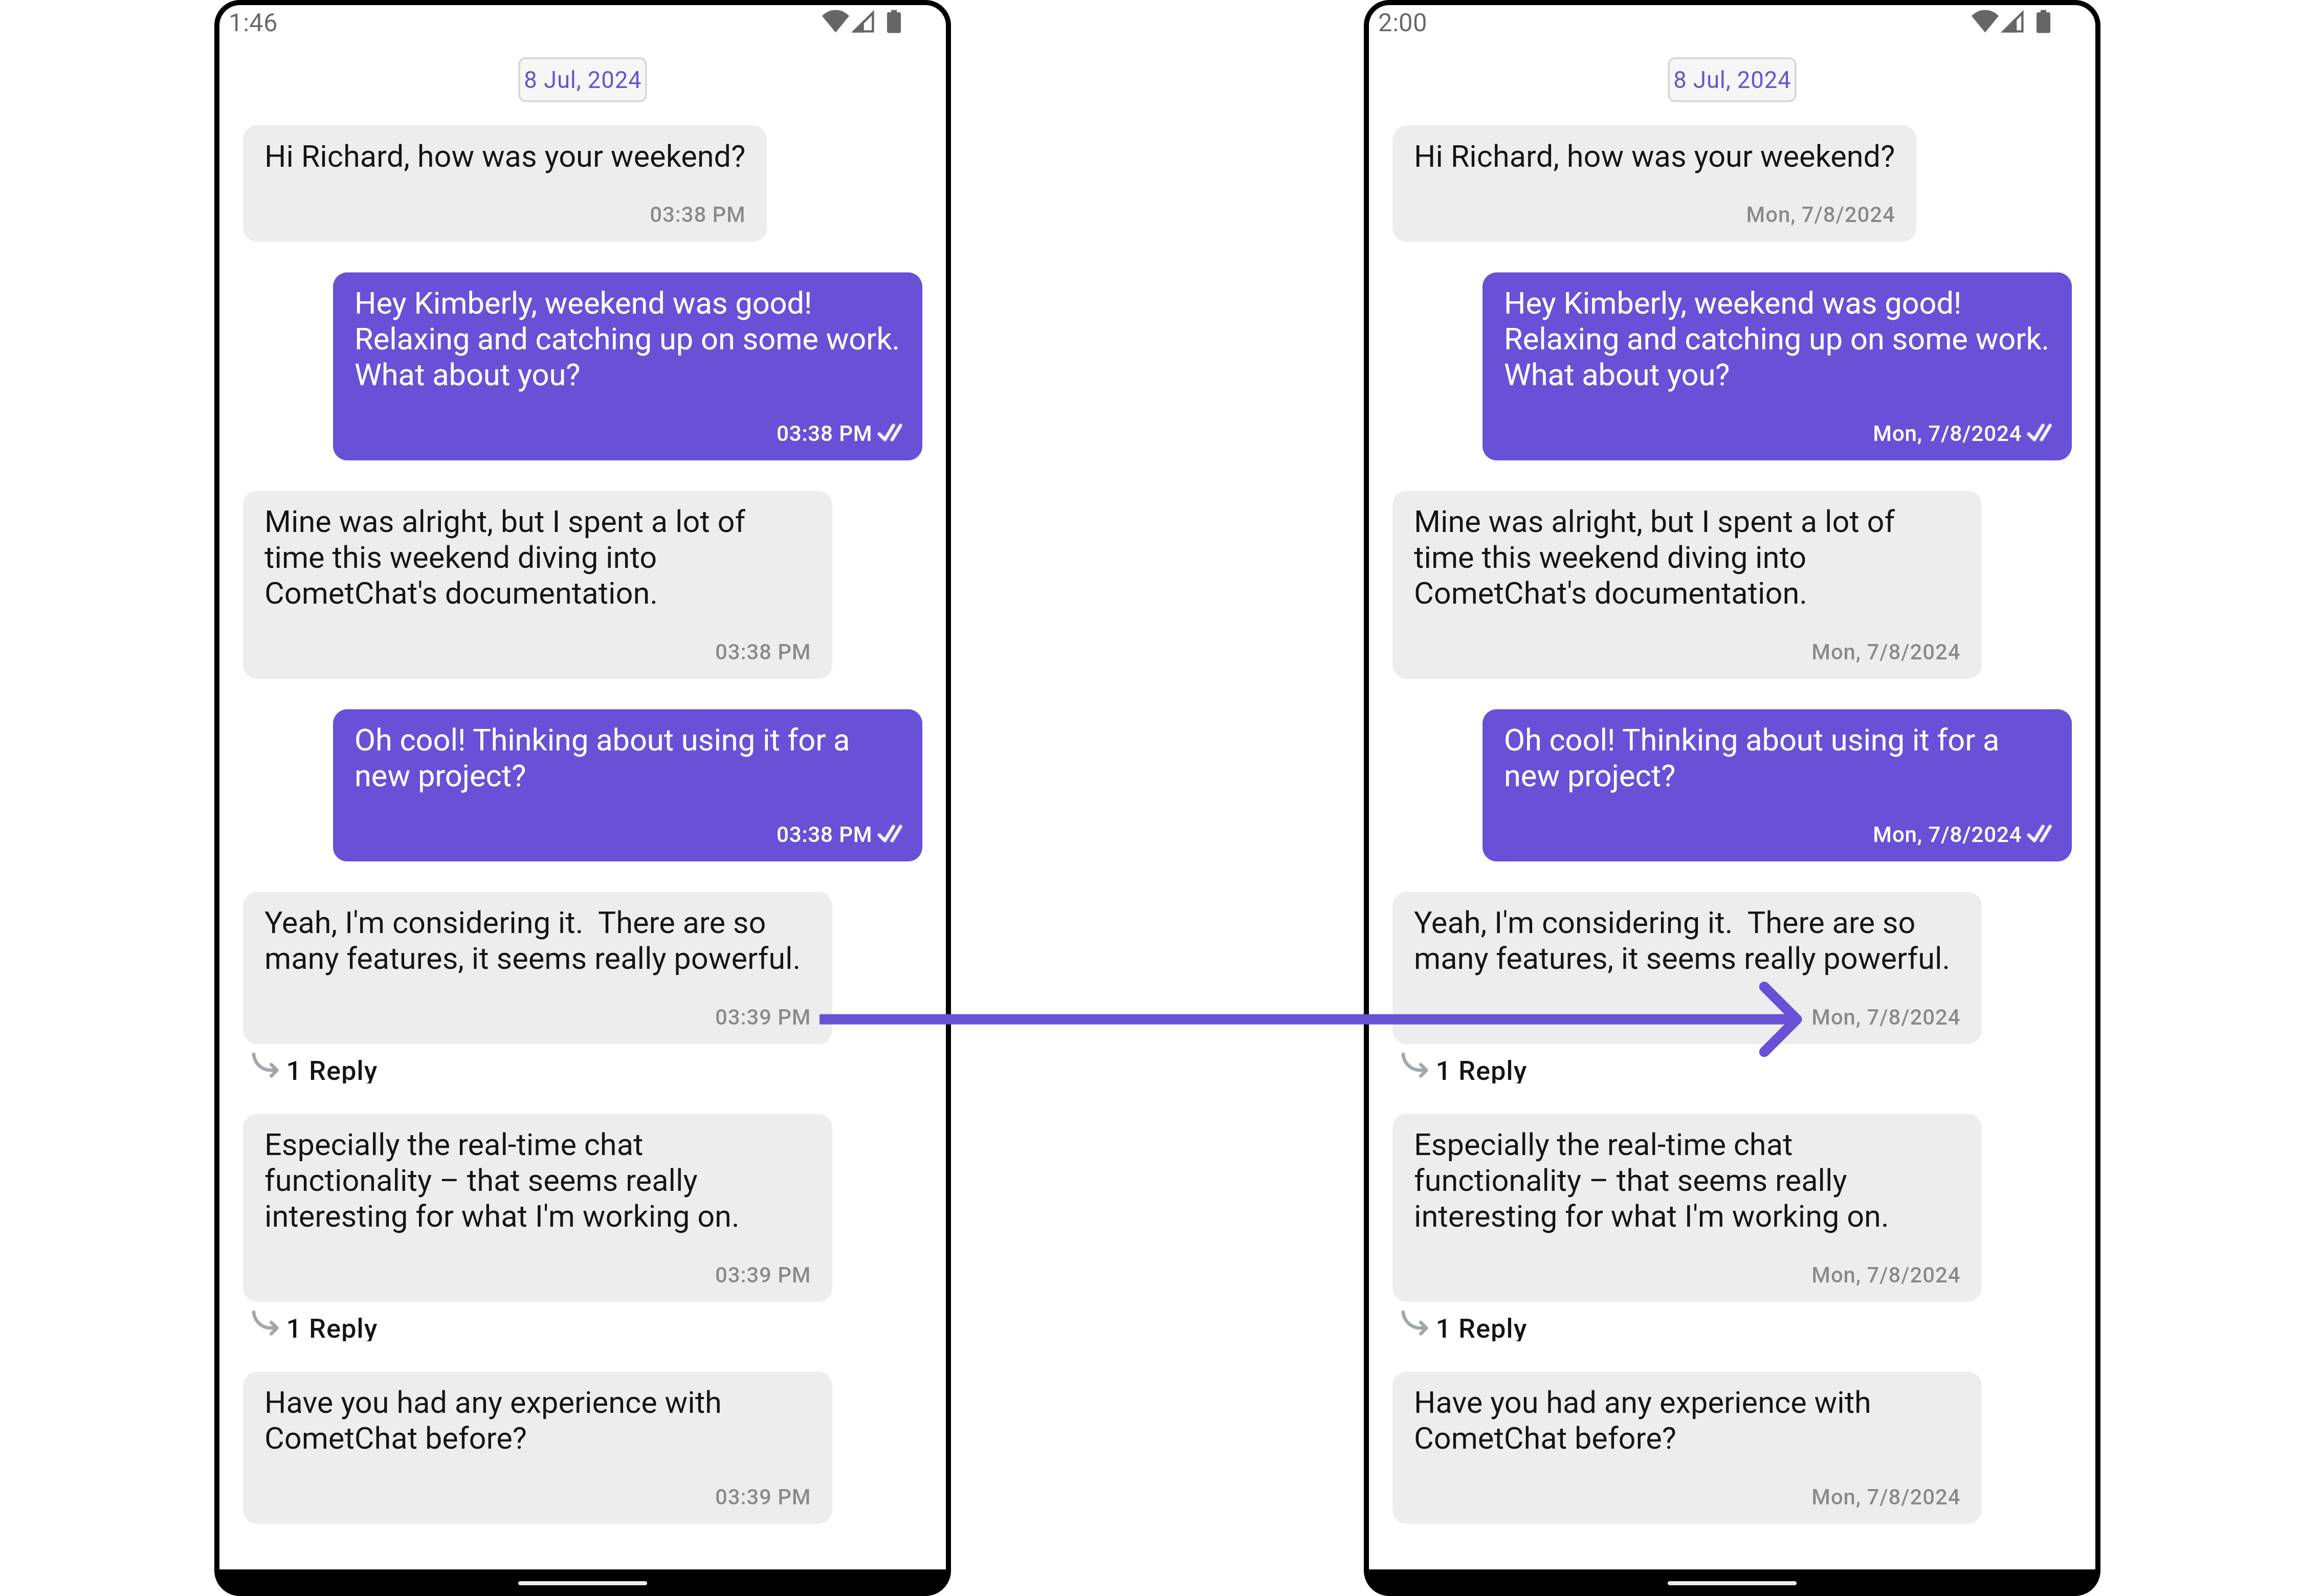 1:46
8 Jul, 2024
Hi Richard, how was your weekend?
03:38 PM
Hey Kimberly, weekend was good!
Relaxing and catching up on some work.
What about you?
03:38 PM
Mine was alright, but I spent a lot of
time this weekend diving into
CometChat's documentation.
03:38 PM
Oh cool! Thinking about using it for a
new project?
03:38 PM
Yeah, I'm considering it.  There are so
many features, it seems really powerful.
03:39 PM
1 Reply
Especially the real-time chat
functionality – that seems really
interesting for what I'm working on.
03:39 PM
1 Reply
Have you had any experience with
CometChat before?
03:39 PM
2:00
8 Jul, 2024
Hi Richard, how was your weekend?
Mon, 7/8/2024
Hey Kimberly, weekend was good!
Relaxing and catching up on some work.
What about you?
Mon, 7/8/2024
Mine was alright, but I spent a lot of
time this weekend diving into
CometChat's documentation.
Mon, 7/8/2024
Oh cool! Thinking about using it for a
new project?
Mon, 7/8/2024
Yeah, I'm considering it.  There are so
many features, it seems really powerful.
Mon, 7/8/2024
1 Reply
Especially the real-time chat
functionality – that seems really
interesting for what I'm working on.
Mon, 7/8/2024
1 Reply
Have you had any experience with
CometChat before?
Mon, 7/8/2024